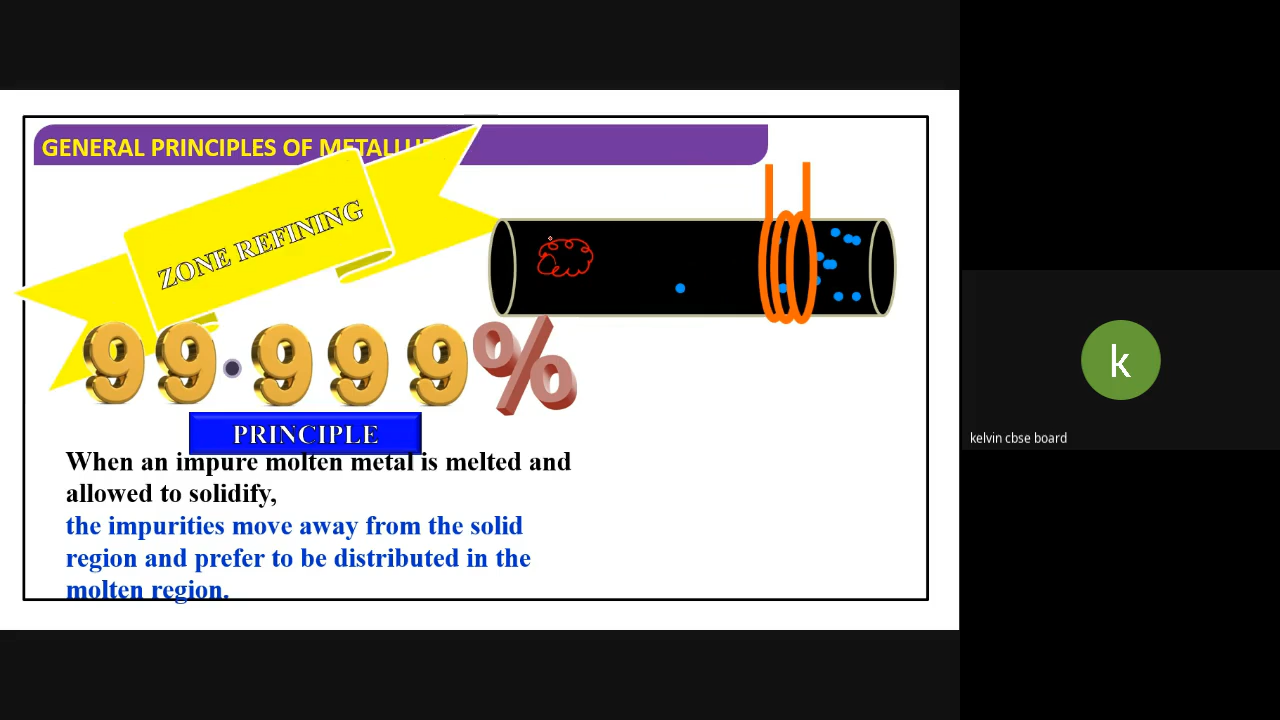 GENERAL PRINCIPLES OF
ZONE REFINING
99.999%
PRINCIPLE
When an impure molten metal is melted and
allowed to solidify,
the impurities move away from the solid
region and prefer to be distributed in the
molten region.
k
kelvin cbse board